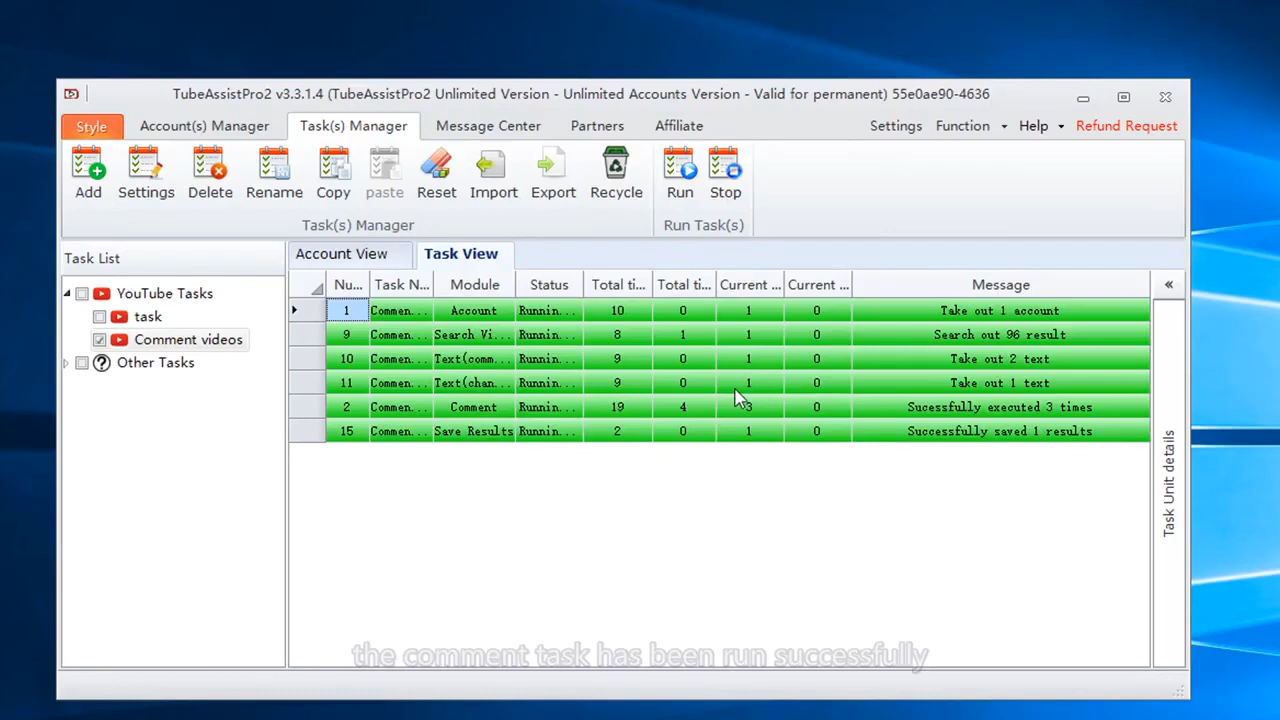 TubeAssistPro2 v3.3.1.4 (TubeAssistPro2 Unlimited Version - Unlimited Accounts Version - Valid for permanent) 55e0ae90-4636
Style Account(s) Manager Task(s) Manager Message Center Partners Affiliate Settings Function Help Refund Request
Add Settings Delete Rename Copy paste Reset Import Export Recycle Run Stop
Task(s) Manager Run Task(s)
Task List
YouTube Tasks
task
Comment videos
Other Tasks
Account View Task View
Nu... Task N... Module Status Total ti... Total ti... Current ... Current ... Message
1 Commen... Account Runnin... 10 0 1 0 Take out 1 account
9 Commen... Search Vi... Runnin... 8 1 1 0 Search out 96 result
10 Commen... Text(comm... Runnin... 9 0 1 0 Take out 2 text
11 Commen... Text(chan... Runnin... 9 0 1 0 Take out 1 text
2 Commen... Comment Runnin... 19 4 3 0 Sucessfully executed 3 times
15 Commen... Save Results Runnin... 2 0 1 0 Successfully saved 1 results
«
Task Unit details
the comment task has been run successfully